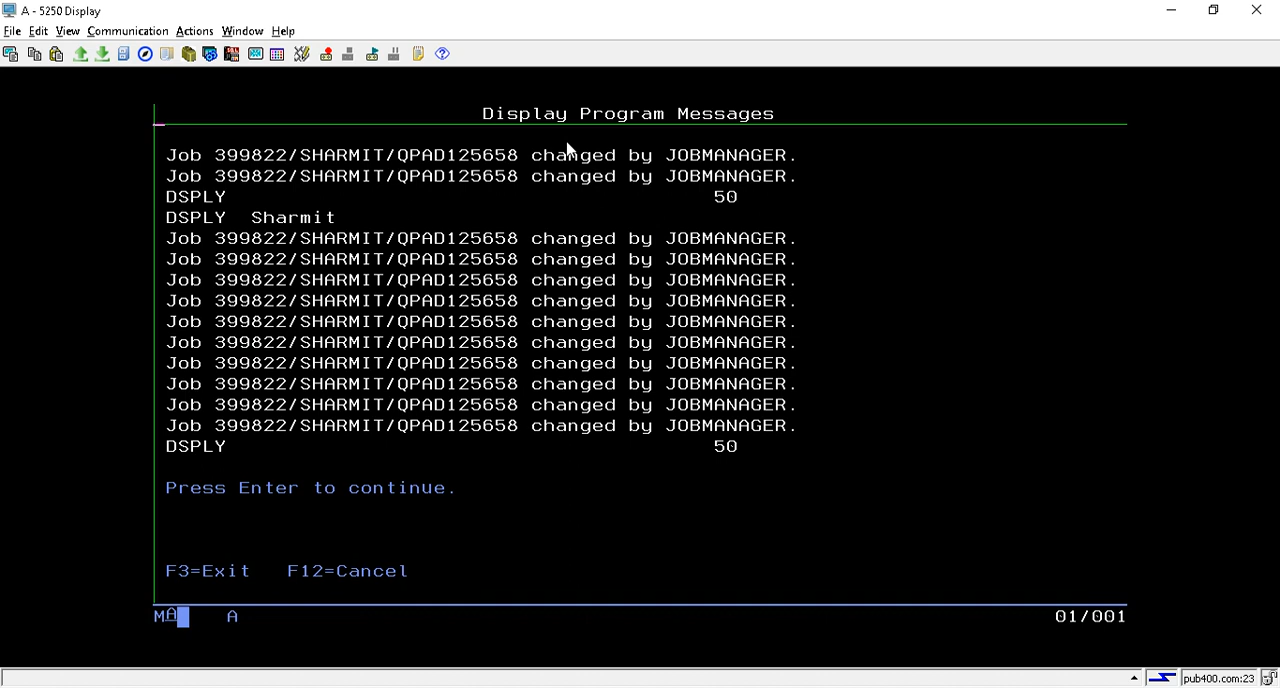 A - 5250 Display
File Edit View Communication Actions Window Help
Display Program Messages
Job 399822/SHARMIT/QPAD125658 changed by JOBMANAGER.
Job 399822/SHARMIT/QPAD125658 changed by JOBMANAGER.
DSPLY 50
DSPLY Sharmit
Job 399822/SHARMIT/QPAD125658 changed by JOBMANAGER.
Job 399822/SHARMIT/QPAD125658 changed by JOBMANAGER.
Job 399822/SHARMIT/QPAD125658 changed by JOBMANAGER.
Job 399822/SHARMIT/QPAD125658 changed by JOBMANAGER.
Job 399822/SHARMIT/QPAD125658 changed by JOBMANAGER.
Job 399822/SHARMIT/QPAD125658 changed by JOBMANAGER.
Job 399822/SHARMIT/QPAD125658 changed by JOBMANAGER.
Job 399822/SHARMIT/QPAD125658 changed by JOBMANAGER.
Job 399822/SHARMIT/QPAD125658 changed by JOBMANAGER.
Job 399822/SHARMIT/QPAD125658 changed by JOBMANAGER.
DSPLY 50
Press Enter to continue.
F3=Exit F12=Cancel
MA A 01/001
pub400.com:23